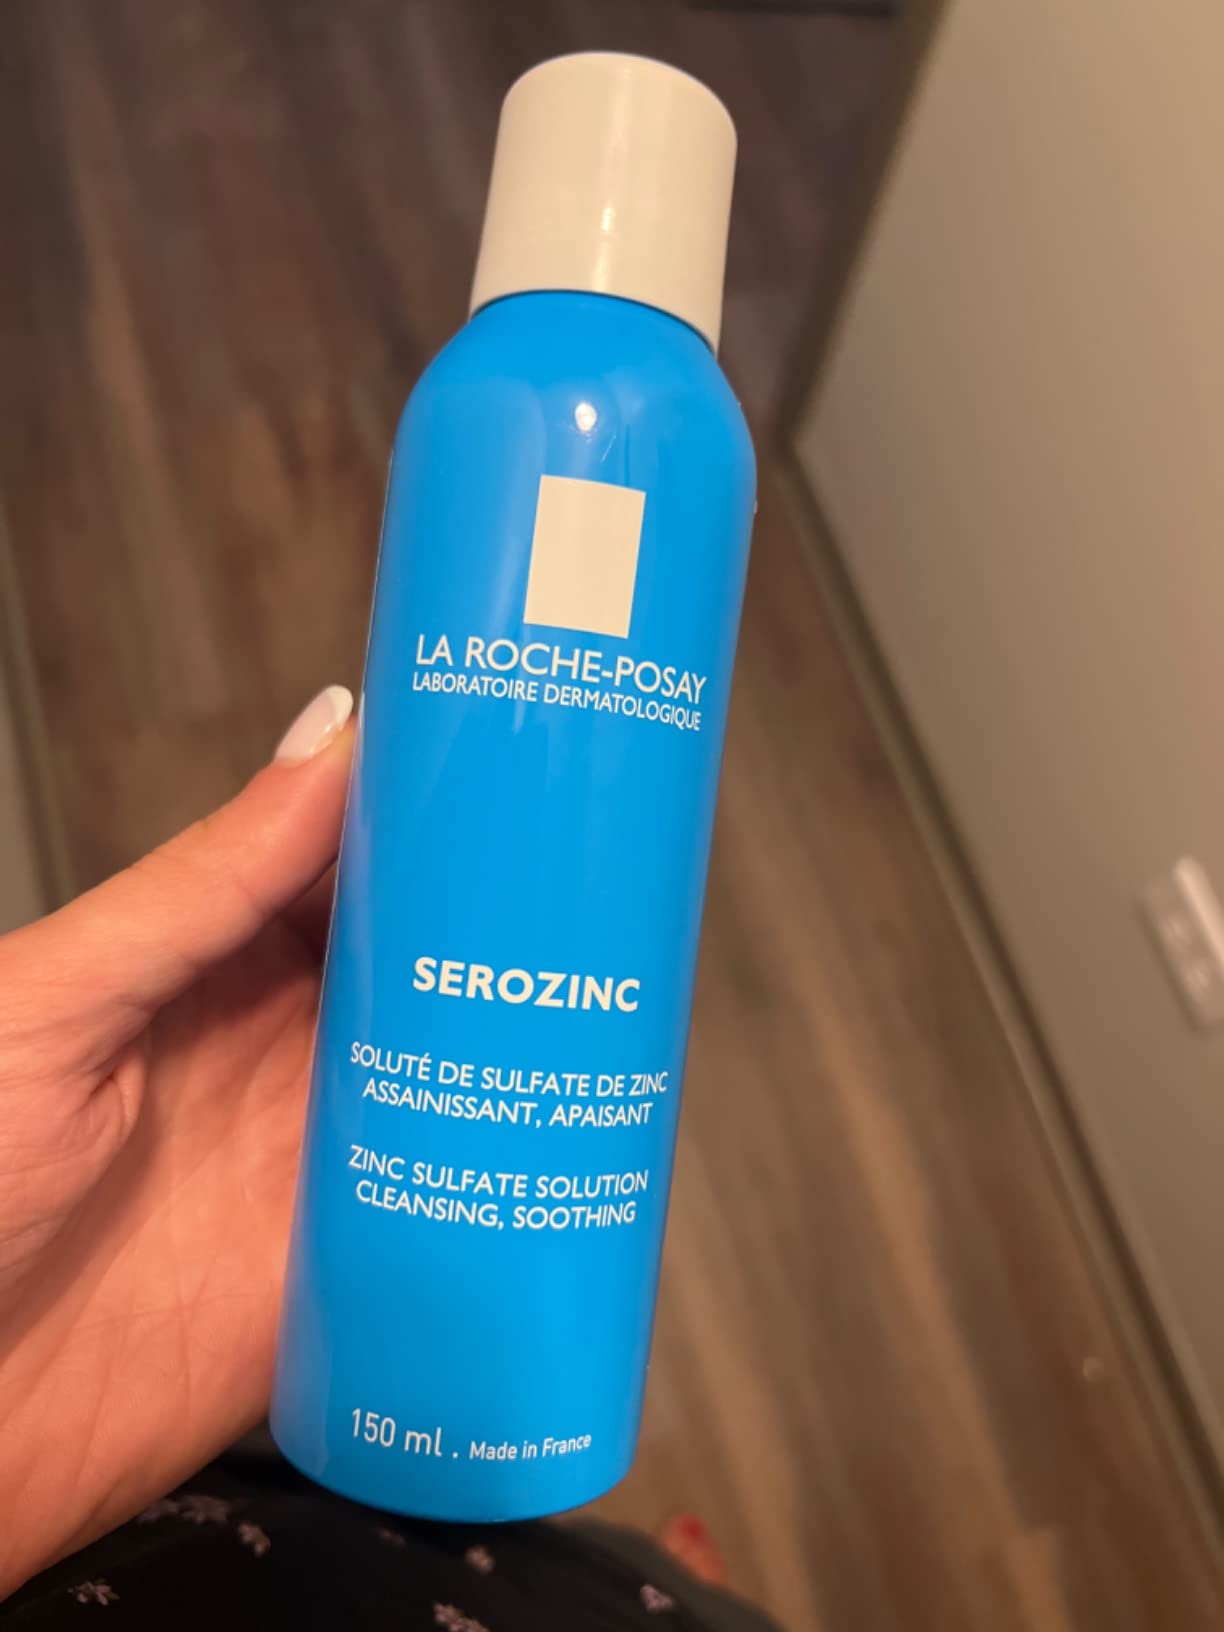 LA ROCHE-POSAY
LABORATOIRE DERMATOLOGIQUE
SEROZINC
SOLUTÉ DE SULFATE DE ZINC
ASSAINISSANT, APAISANT
ZINC SULFATE SOLUTION
CLEANSING, SOOTHING
150 ml . Made in France